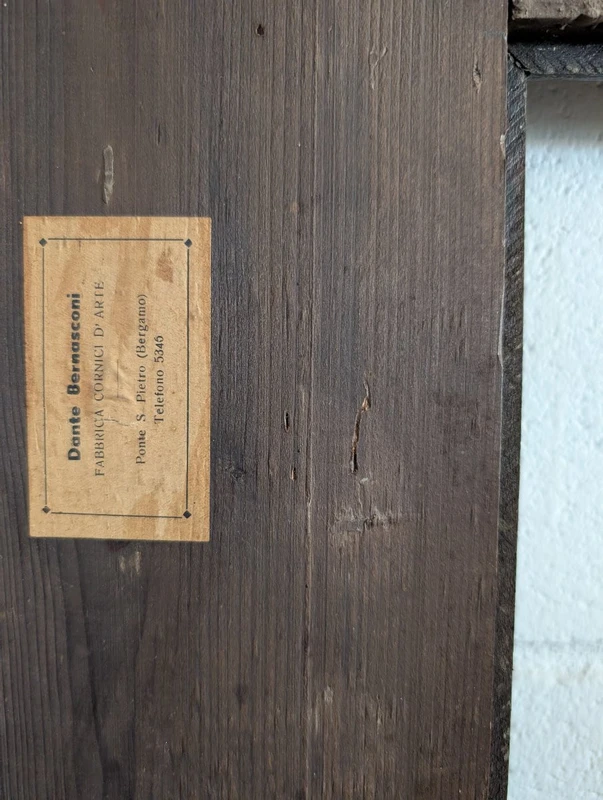 Dante Bernasconi
FABBRICA CORNICI D'ARTE
Ponte S Pietro (Bergamo)
Telefono 5346